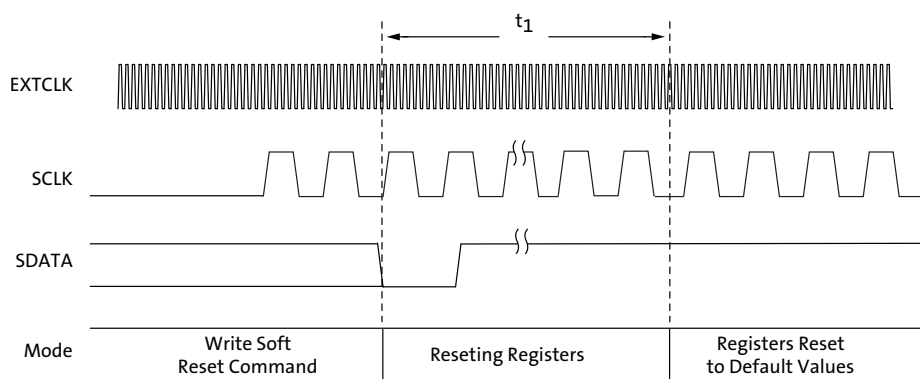 t1
EXTCLK
SCLK
SDATA
Mode
Write Soft
Reset Command
Reseting Registers
Registers Reset
to Default Values